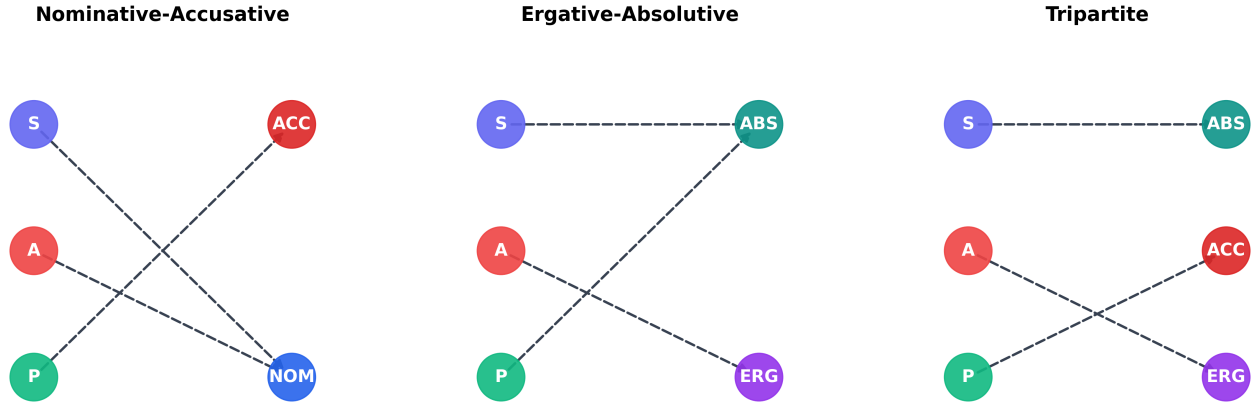 Nominative-Accusative
S
ACC
A
P
NOM
Ergative-Absolutive
S
ABS
A
P
ERG
Tripartite
S
ABS
A
ACC
P
ERG